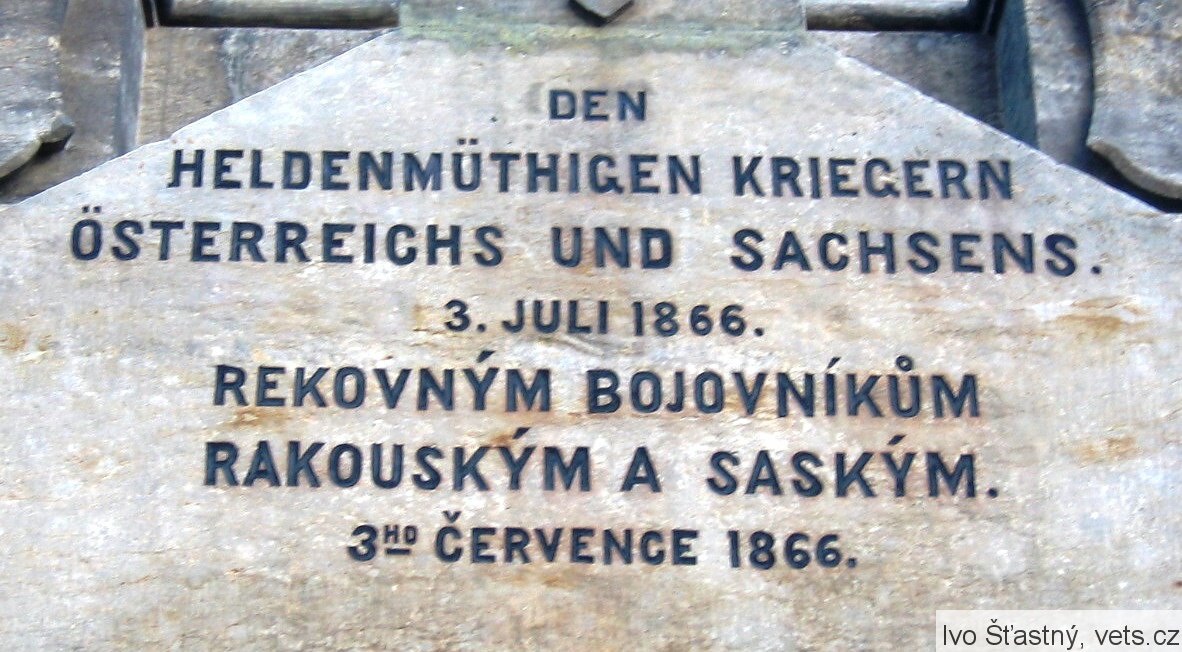 DEN
HELDENMÜTHIGEN KRIEGERN
ÖSTERREICHS UND SACHSENS.
3. JULI 1866.
REKOVNÝM BOJOVNÍKŮM
RAKOUSKÝM A SASKÝM.
3HO ČERVENCE 1866.
Ivo Šťastný, vets.cz